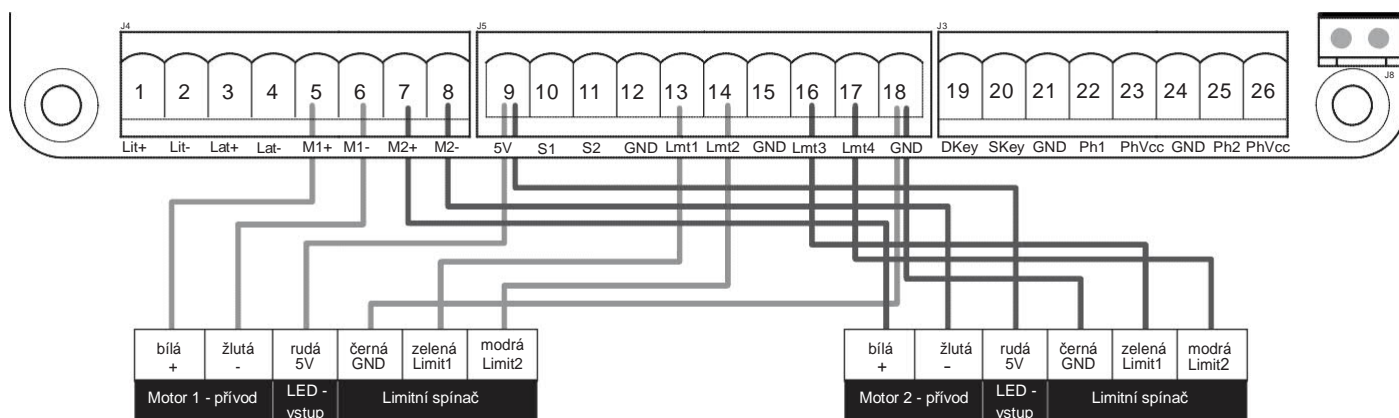 J4 J5 J3
J8
1 2 3 4 5 6 7 8 9 10 11 12 13 14 15 16 17 18 19 20 21 22 23 24 25 26
Lit+ Lit- Lat+ Lat- M1+ M1- M2+ M2- 5V S1 S2 GND Lmt1 Lmt2 GND Lmt3 Lmt4 GND DKey SKey GND Ph1 PhVcc GND Ph2 PhVcc
bílá žlutá rudá černá zelená modrá
+ - 5V GND Limit1 Limit2
Motor 1 - přívod LED - Limitní spínač
vstup
bílá žlutá rudá černá zelená modrá
+ - 5V GND Limit1 Limit2
Motor 2 - přívod LED - Limitní spínač
vstup